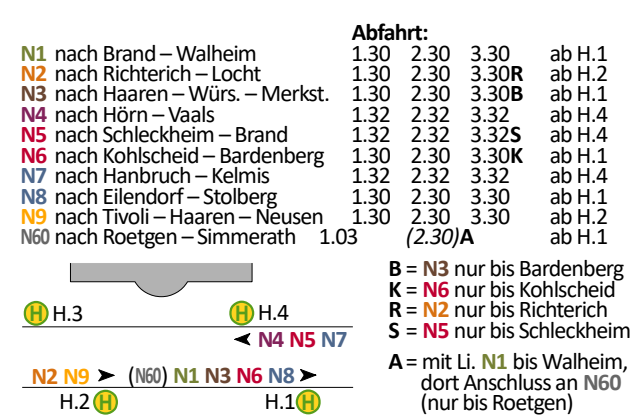 Abfahrt:
N1 nach Brand – Walheim 1.30 2.30 3.30 ab H.1
N2 nach Richterich – Locht 1.30 2.30 3.30R ab H.2
N3 nach Haaren – Würs. – Merkst. 1.30 2.30 3.30B ab H.1
N4 nach Hörn – Vaals 1.32 2.32 3.32 ab H.4
N5 nach Schleckheim – Brand 1.32 2.32 3.32S ab H.4
N6 nach Kohlscheid – Bardenberg 1.30 2.30 3.30K ab H.1
N7 nach Hanbruch – Kelmis 1.32 2.32 3.32 ab H.4
N8 nach Eilendorf – Stolberg 1.30 2.30 3.30 ab H.1
N9 nach Tivoli – Haaren – Neusen 1.30 2.30 3.30 ab H.2
N60 nach Roetgen – Simmerath 1.03 (2.30)A ab H.1
B = N3 nur bis Bardenberg
K = N6 nur bis Kohlscheid
R = N2 nur bis Richterich
S = N5 nur bis Schleckheim
A = mit Li. N1 bis Walheim,
dort Anschluss an N60
(nur bis Roetgen)
H H.3 H H.4
N4 N5 N7
N2 N9 (N60) N1 N3 N6 N8
H.2 H H.1 H